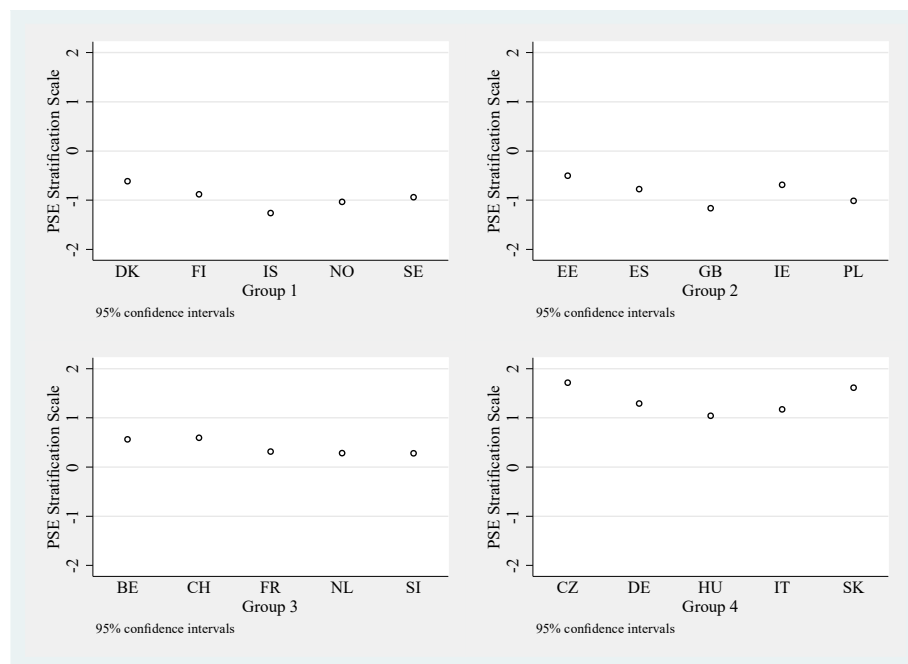 PSE Stratification Scale
2
1
0
-1
-2
DK FI IS NO SE
Group 1
95% confidence intervals
PSE Stratification Scale
2
1
0
-1
-2
EE ES GB IE PL
Group 2
95% confidence intervals
PSE Stratification Scale
2
1
0
-1
-2
BE CH FR NL SI
Group 3
95% confidence intervals
PSE Stratification Scale
2
1
0
-1
-2
CZ DE HU IT SK
Group 4
95% confidence intervals